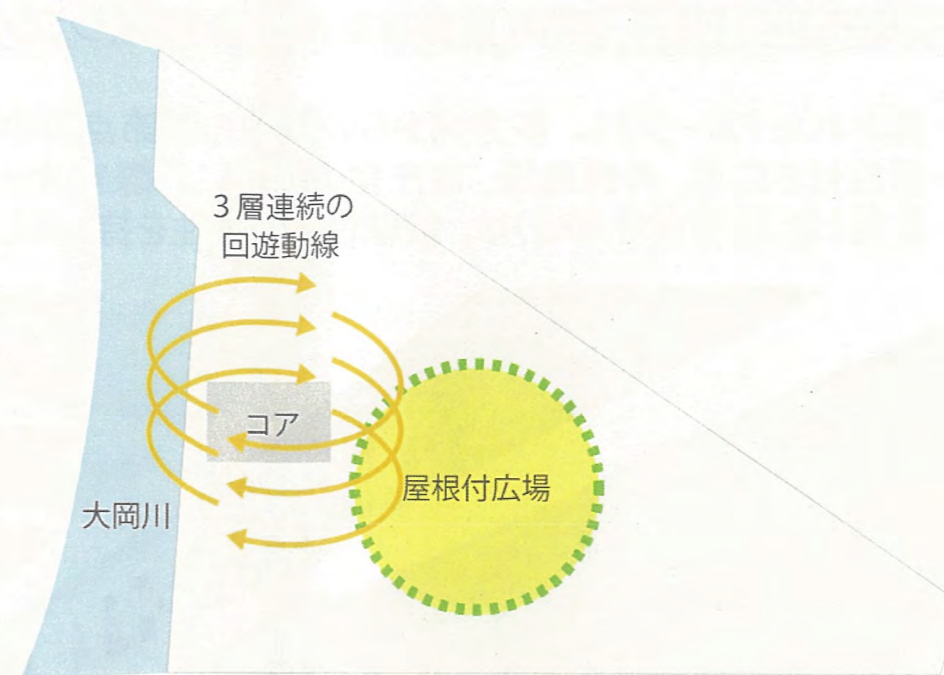 ３層連続の
回遊動線
コア
屋根付広場
大岡川